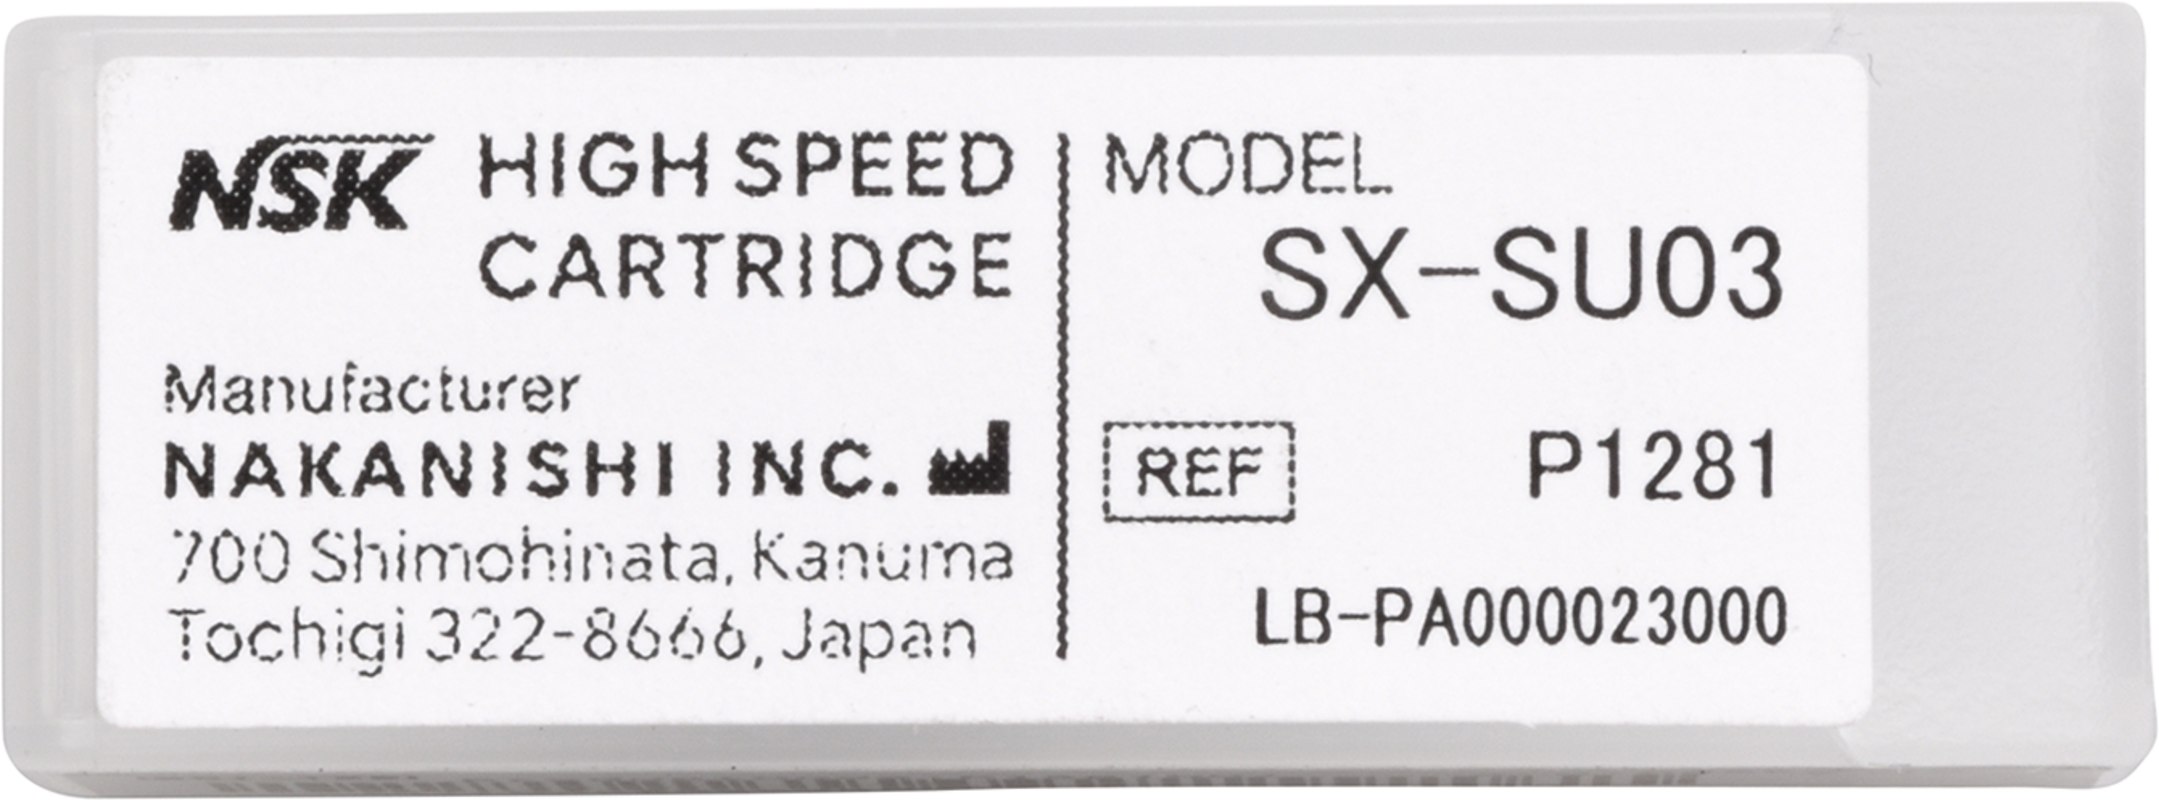 NSK HIGH SPEED
CARTRIDGE
Manufacturer
NAKANISHI INC.
700 Shimohinata, Kanuma
Tochigi 322-8666, Japan
MODEL
SX-SU03
REF P1281
LB-PA000023000